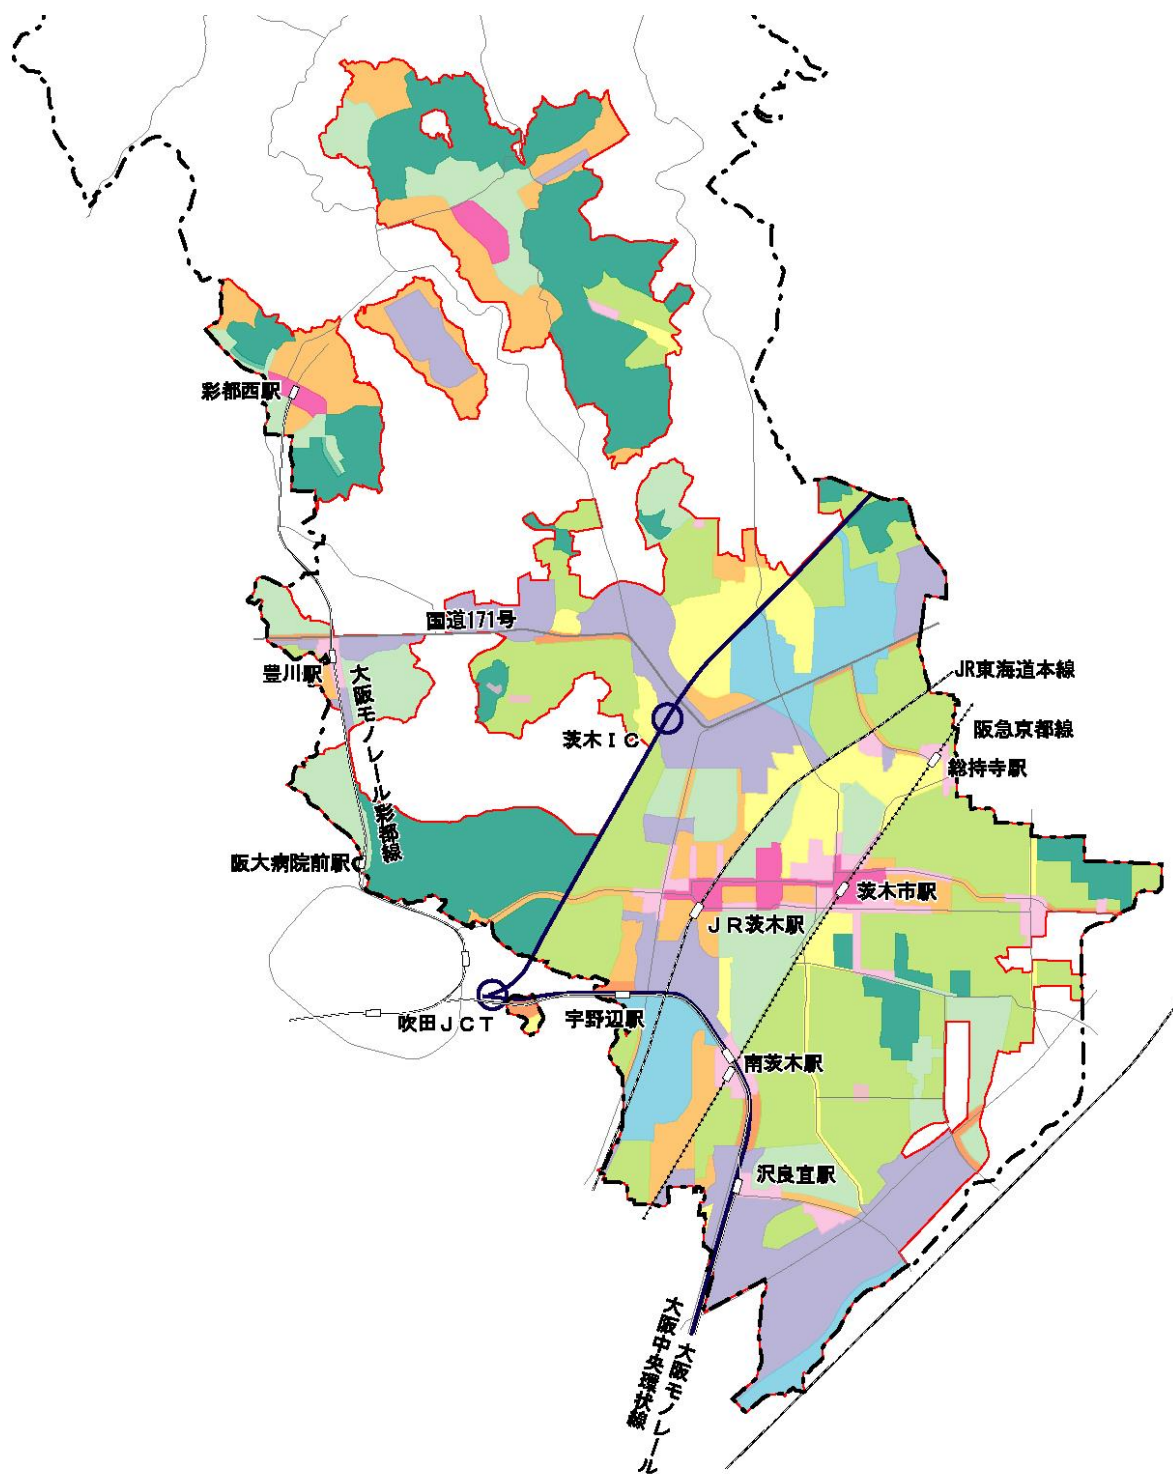 彩都西駅
国道171号
豊川駅
大阪モノレール彩都線
JR東海道本線
阪急京都線
茨木ＩＣ
総持寺駅
阪大病院前駅
茨木市駅
ＪＲ茨木駅
吹田ＪＣＴ
宇野辺駅
南茨木駅
沢良宜駅
大阪モノレール
大阪中央環状線